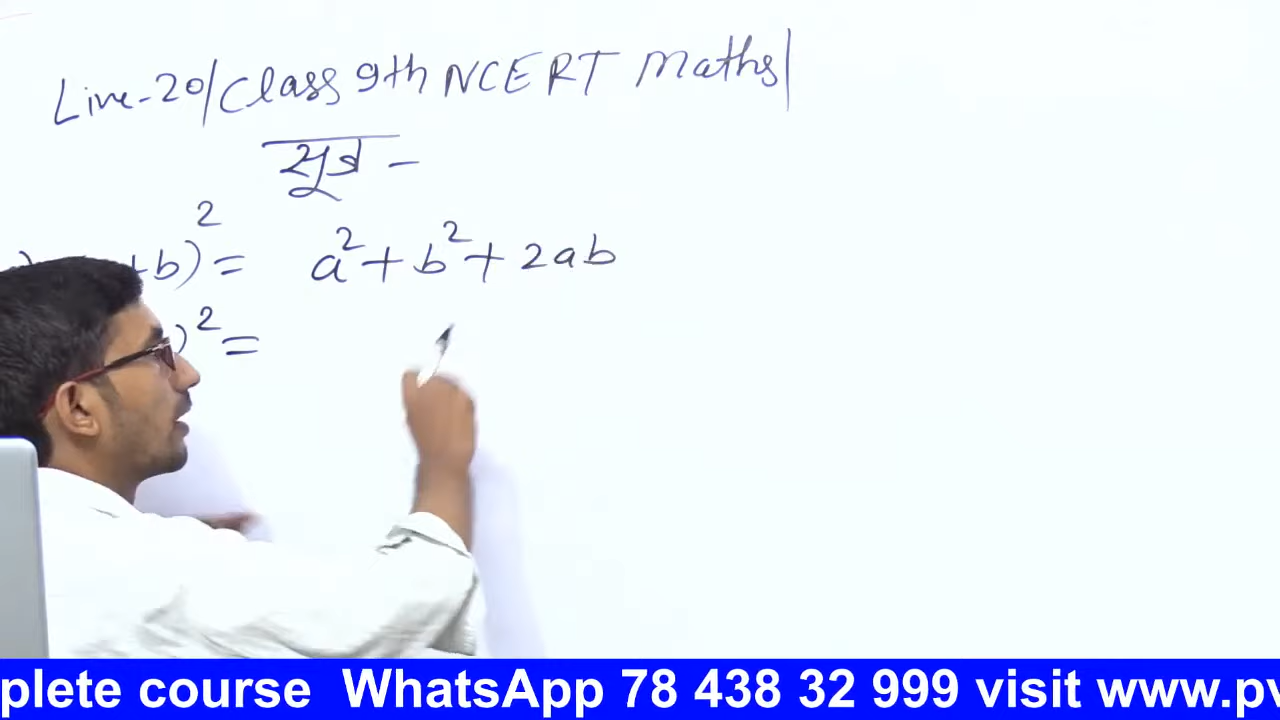 Live-20/Class 9th NCERT Maths|
सूत्र -
+b)² = a² + b² + 2ab
)² =
plete course WhatsApp 78 438 32 999 visit www.pv